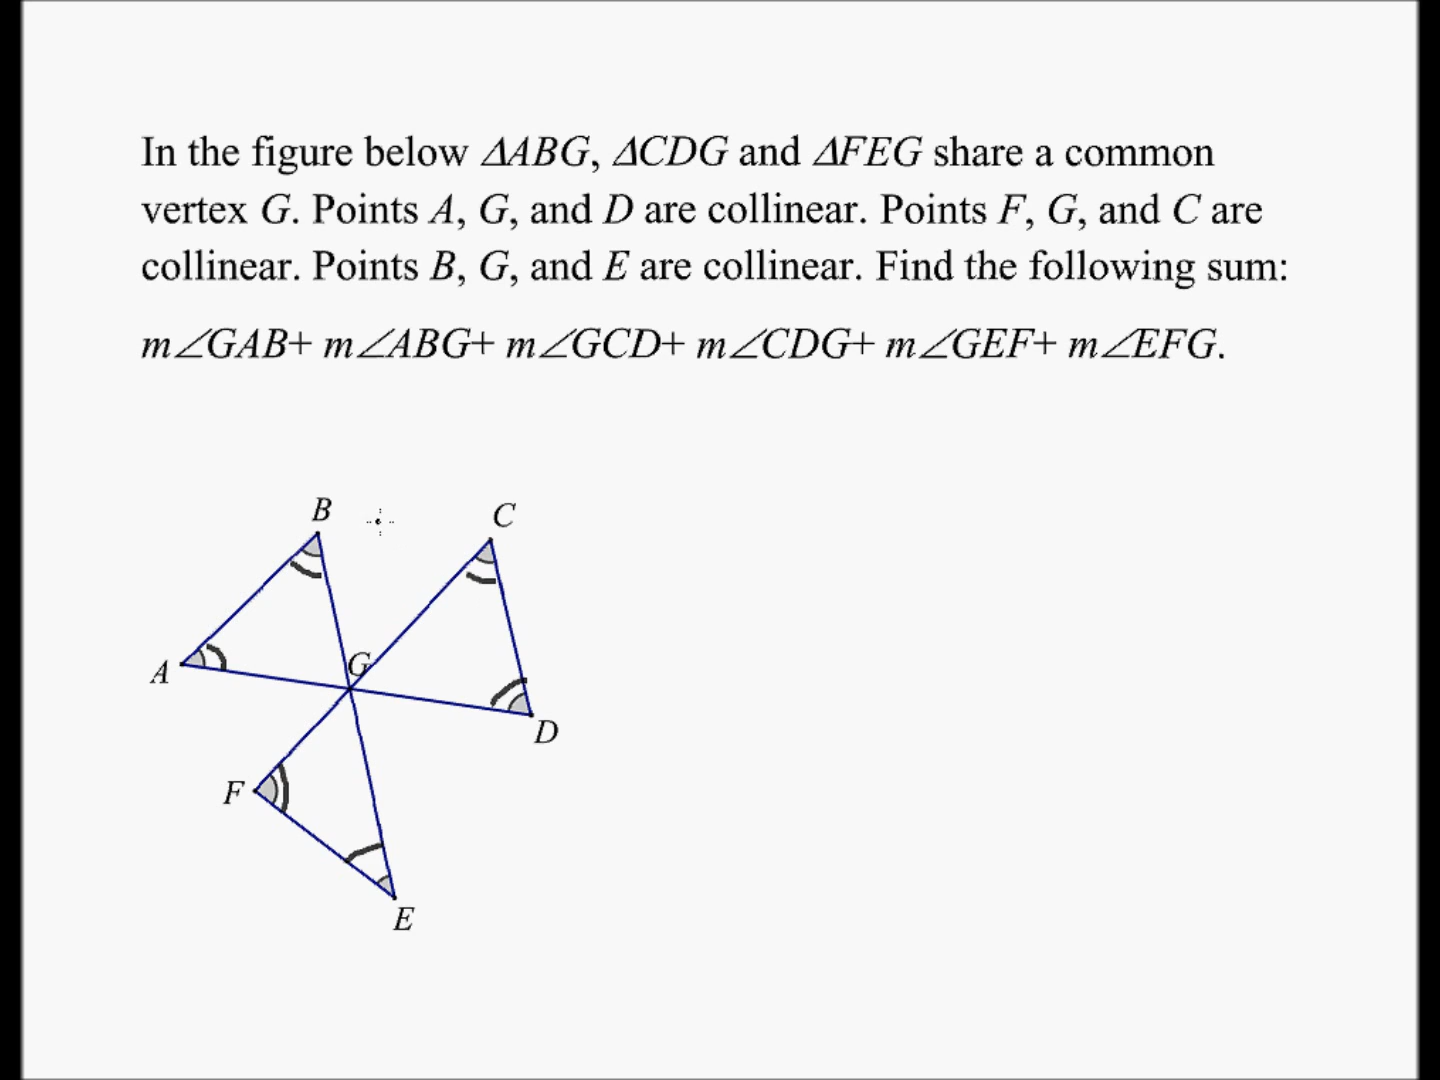 In the figure below ΔABG, ΔCDG and ΔFEG share a common
vertex G. Points A, G, and D are collinear. Points F, G, and C are
collinear. Points B, G, and E are collinear. Find the following sum:
m∠GAB+ m∠ABG+ m∠GCD+ m∠CDG+ m∠GEF+ m∠EFG.
B
C
G
A
D
F
E